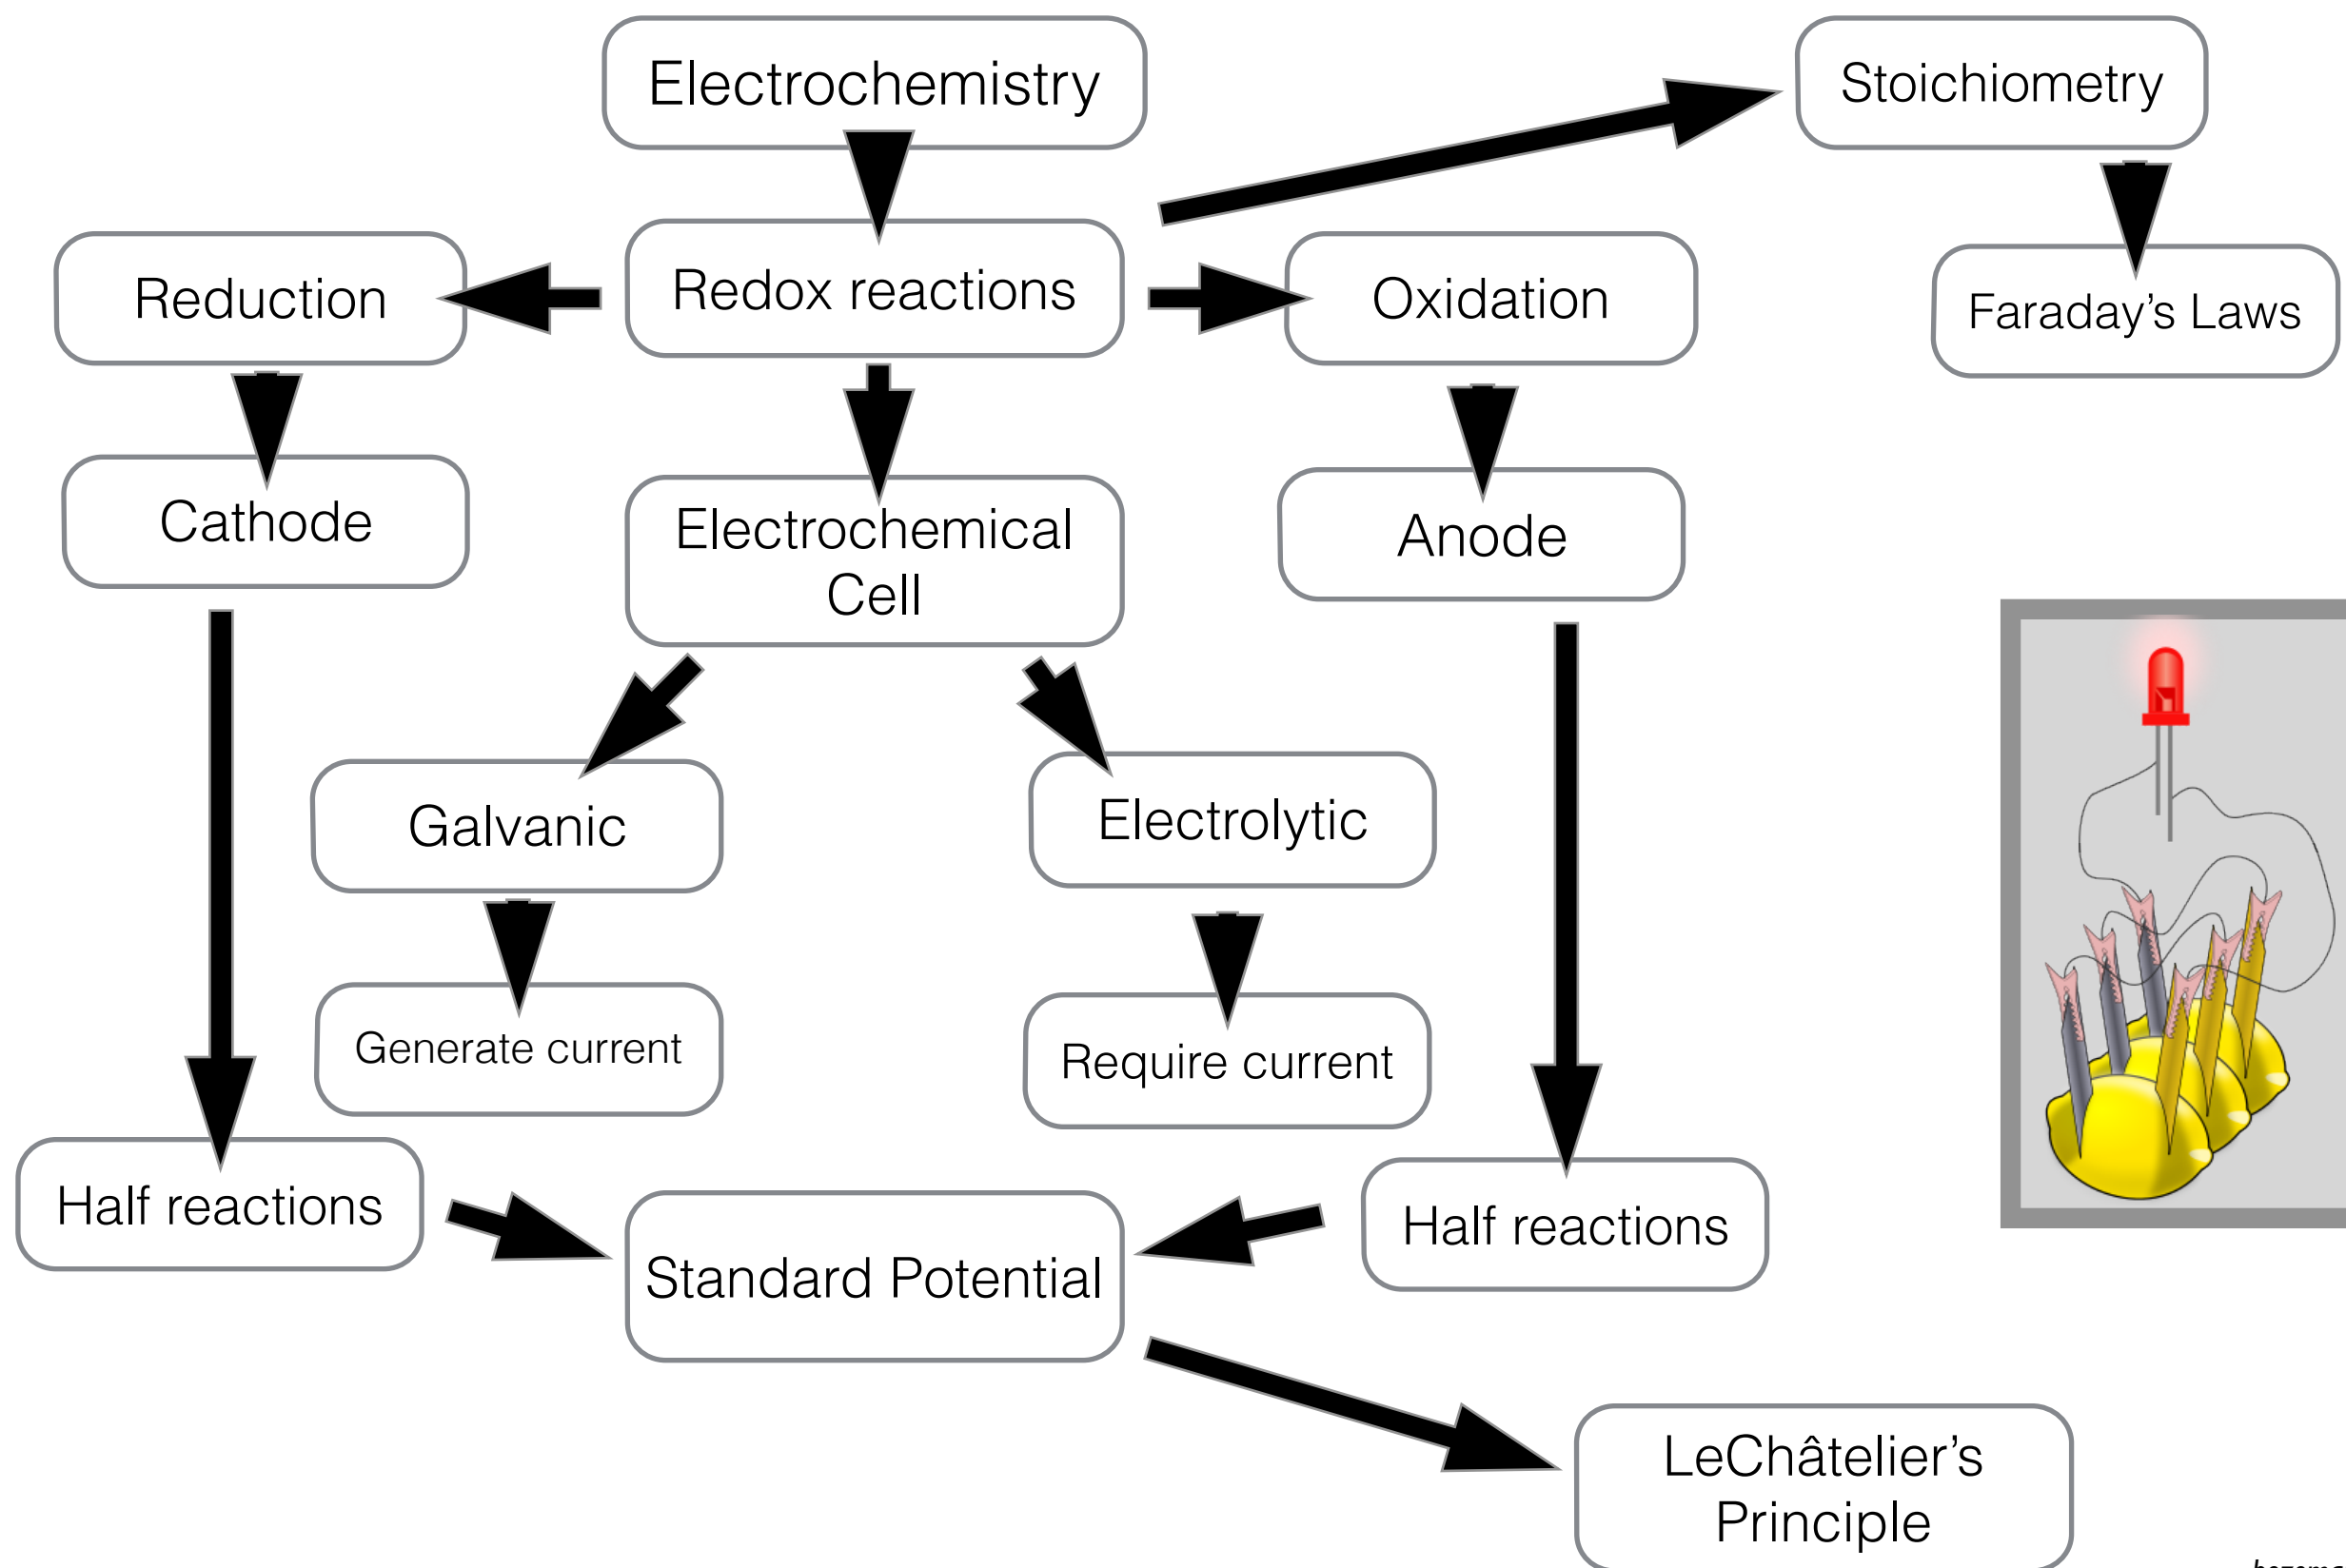 Electrochemistry
Stoichiometry
Reduction
Redox reactions
Oxidation
Faraday's Laws
Cathode
Electrochemical
Cell
Anode
Galvanic
Electrolytic
Generate current
Require current
Half reactions
Standard Potential
Half reactions
LeChâtelier's
Principle